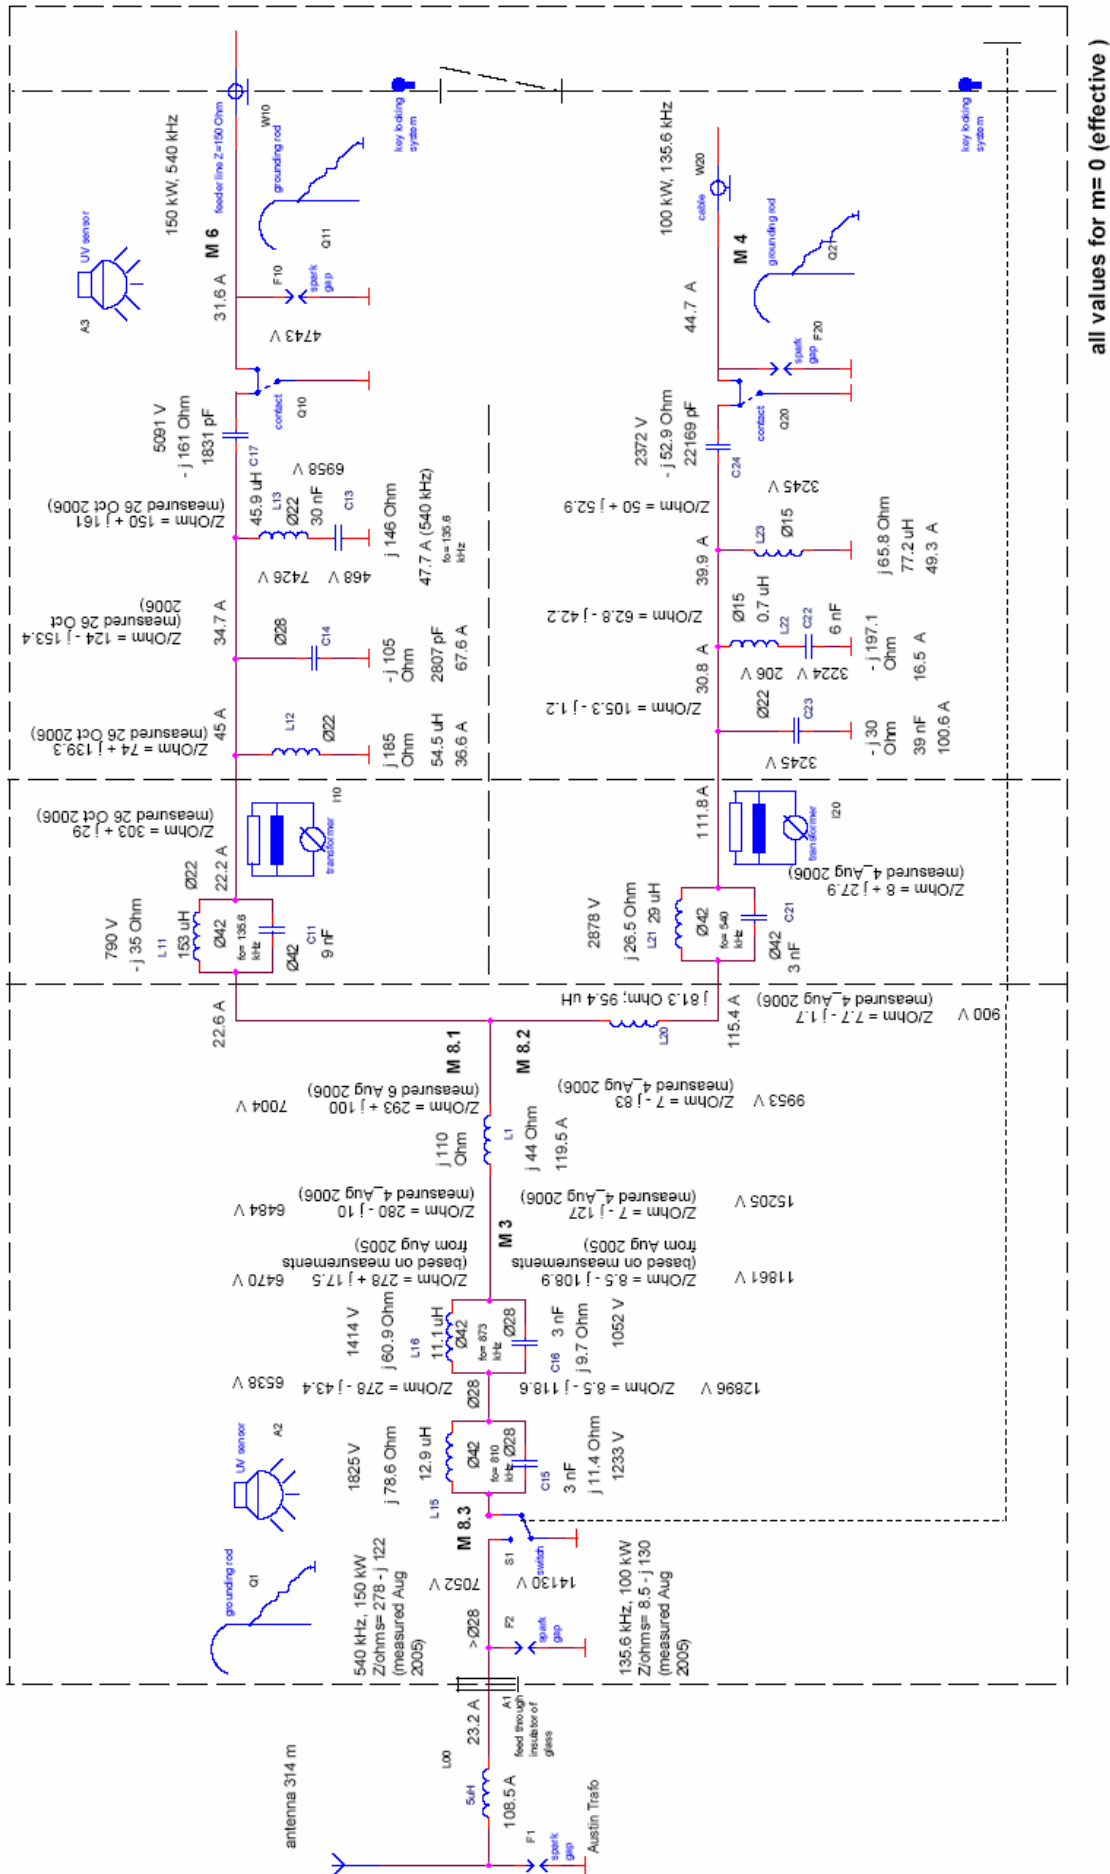 antenna 314 m
5uH
L00
108.5 A
F1
spark
gap
Austin Trafo
23.2 A
A1
feed through
insulator of
glass
grounding rod
Q1
UV sensor
A2
540 kHz, 150 kW
Z/ohms= 278 - j 122
(measured Aug
2005)
7052 V
>Ø28
F2
spark
gap
14130 V
S1
switch
M 8.3
135.6 kHz, 100 kW
Z/ohms= 8.5 - j 130
(measured Aug
2005)
1825 V
j 78.6 Ohm
L15
12.9 uH
Ø42
fo= 810
kHz
Ø28
C15
3 nF
j 11.4 Ohm
1233 V
6538 V
Z/Ohm = 278 - j 43.4
Ø28
Z/Ohm = 8.5 - j 118.6
12896 V
1414 V
j 60.9 Ohm
L16
11.1 uH
Ø42
fo= 873
kHz
Ø28
C16
3 nF
j 9.7 Ohm
1052 V
6470 V
Z/Ohm = 278 + j 17.5
(based on measurements
from Aug 2005)
M 3
Z/Ohm = 8.5 - j 108.9
(based on measurements
from Aug 2005)
11861 V
6484 V
Z/Ohm = 280 - j 10
(measured 4_Aug 2006)
Z/Ohm = 7 - j 127
(measured 4_Aug 2006)
15205 V
j 110
Ohm
L1
j 44 Ohm
119.5 A
7004 V
Z/Ohm = 293 + j 100
(measured 6 Aug 2006)
Z/Ohm = 7 - j 83
(measured 4_Aug 2006)
9953 V
M 8.1
M 8.2
22.6 A
j 81.3 Ohm; 95.4 uH
L20
115.4 A
Z/Ohm = 7.7 - j 1.7
(measured 4_Aug 2006)
900 V
790 V
- j 35 Ohm
L11
153 uH
Ø42
fo= 135.6
kHz
Ø42
C11
9 nF
Ø22
22.2 A
Z/Ohm = 303 + j 29
(measured 26 Oct 2006)
transformer
I10
2878 V
j 26.5 Ohm
L21
29 uH
Ø42
fo= 540
kHz
Ø42
C21
3 nF
111.8 A
Z/Ohm = 8 + j 27.9
(measured 4_Aug 2006)
transformer
I20
Z/Ohm = 74 + j 139.3
(measured 26 Oct 2006)
45 A
L12
Ø22
j 185
Ohm
54.5 uH
36.6 A
Z/Ohm = 124 - j 153.4
(measured 26 Oct
2006)
34.7 A
Ø28
C14
- j 105
Ohm
2807 pF
67.6 A
7426 V
468 V
Z/Ohm = 150 + j 161
(measured 26 Oct 2006)
45.9 uH
L13
Ø22
30 nF
C13
6958 V
j 146 Ohm
47.7 A (540 kHz)
fo= 135.6
kHz
5091 V
- j 161 Ohm
1831 pF
C17
contact
Q10
4743 V
31.6 A
F10
spark
gap
M 6
UV sensor
A3
150 kW, 540 kHz
feeder line Z=150 Ohm
W10
grounding rod
Q11
key locking
system
3245 V
Z/Ohm = 105.3 - j 1.2
30.8 A
Ø22
C23
- j 30
Ohm
39 nF
100.6 A
Z/Ohm = 62.8 - j 42.2
39.9 A
Ø15
0.7 uH
L22
C22
6 nF
206 V
3224 V
- j 197.1
Ohm
16.5 A
Z/Ohm = 50 + j 52.9
L23
Ø15
3245 V
j 65.8 Ohm
77.2 uH
49.3 A
2372 V
- j 52.9 Ohm
22169 pF
C24
contact
Q20
44.7 A
spark
gap
F20
M 4
100 kW, 135.6 kHz
cable
W20
grounding rod
Q21
key locking
system
all values for m= 0 (effective )